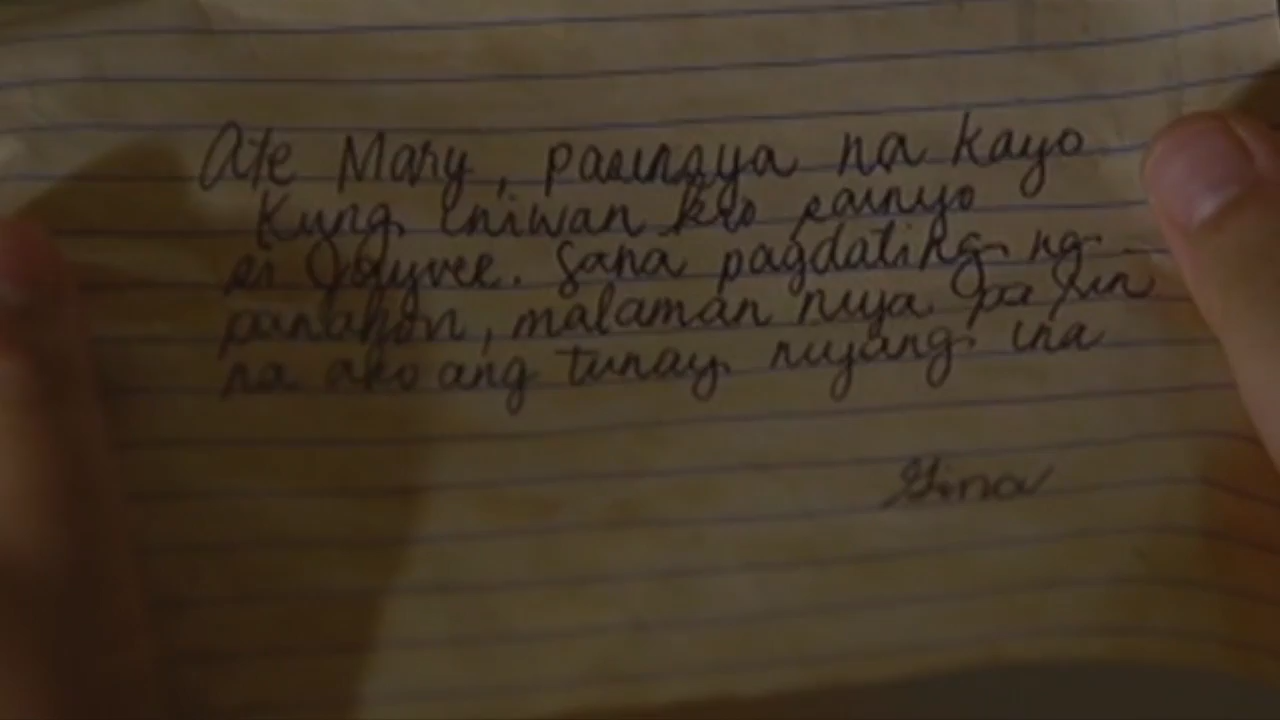 Ate Mary, pasensya na kayo
kung iniwan ko sainyo
si Joyvee. Sana pagdating ng
panahon, malaman niya pa rin
na ako ang tunay niyang ina
Gina